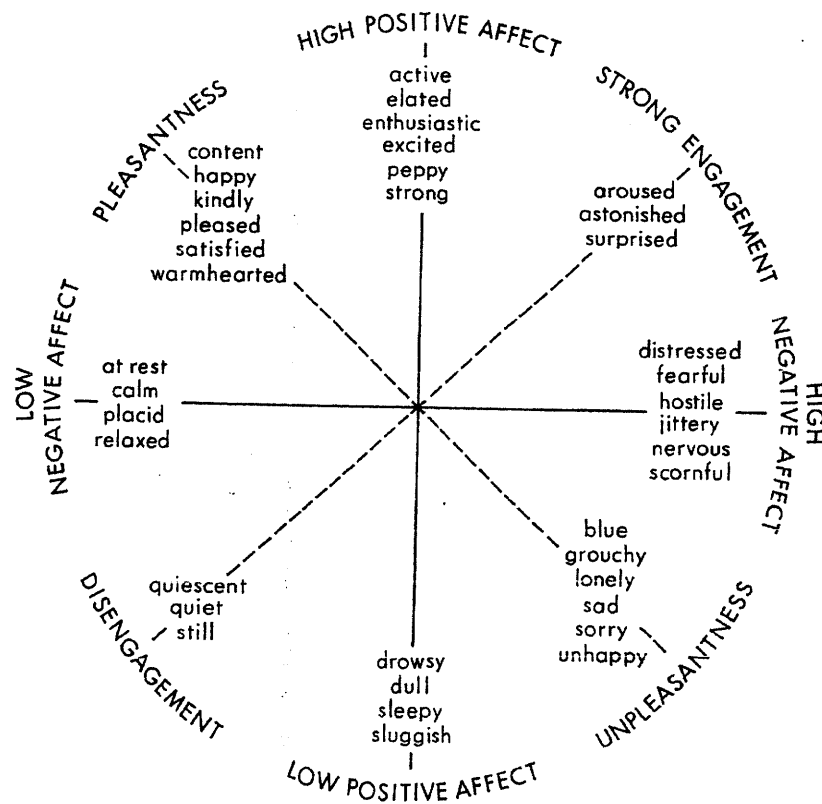 HIGH POSITIVE AFFECT
active
elated
enthusiastic
excited
peppy
strong
STRONG ENGAGEMENT
aroused
astonished
surprised
HIGH
NEGATIVE AFFECT
distressed
fearful
hostile
jittery
nervous
scornful
UNPLEASANTNESS
blue
grouchy
lonely
sad
sorry
unhappy
LOW POSITIVE AFFECT
drowsy
dull
sleepy
sluggish
DISENGAGEMENT
quiescent
quiet
still
LOW
NEGATIVE AFFECT
at rest
calm
placid
relaxed
PLEASANTNESS
content
happy
kindly
pleased
satisfied
warmhearted